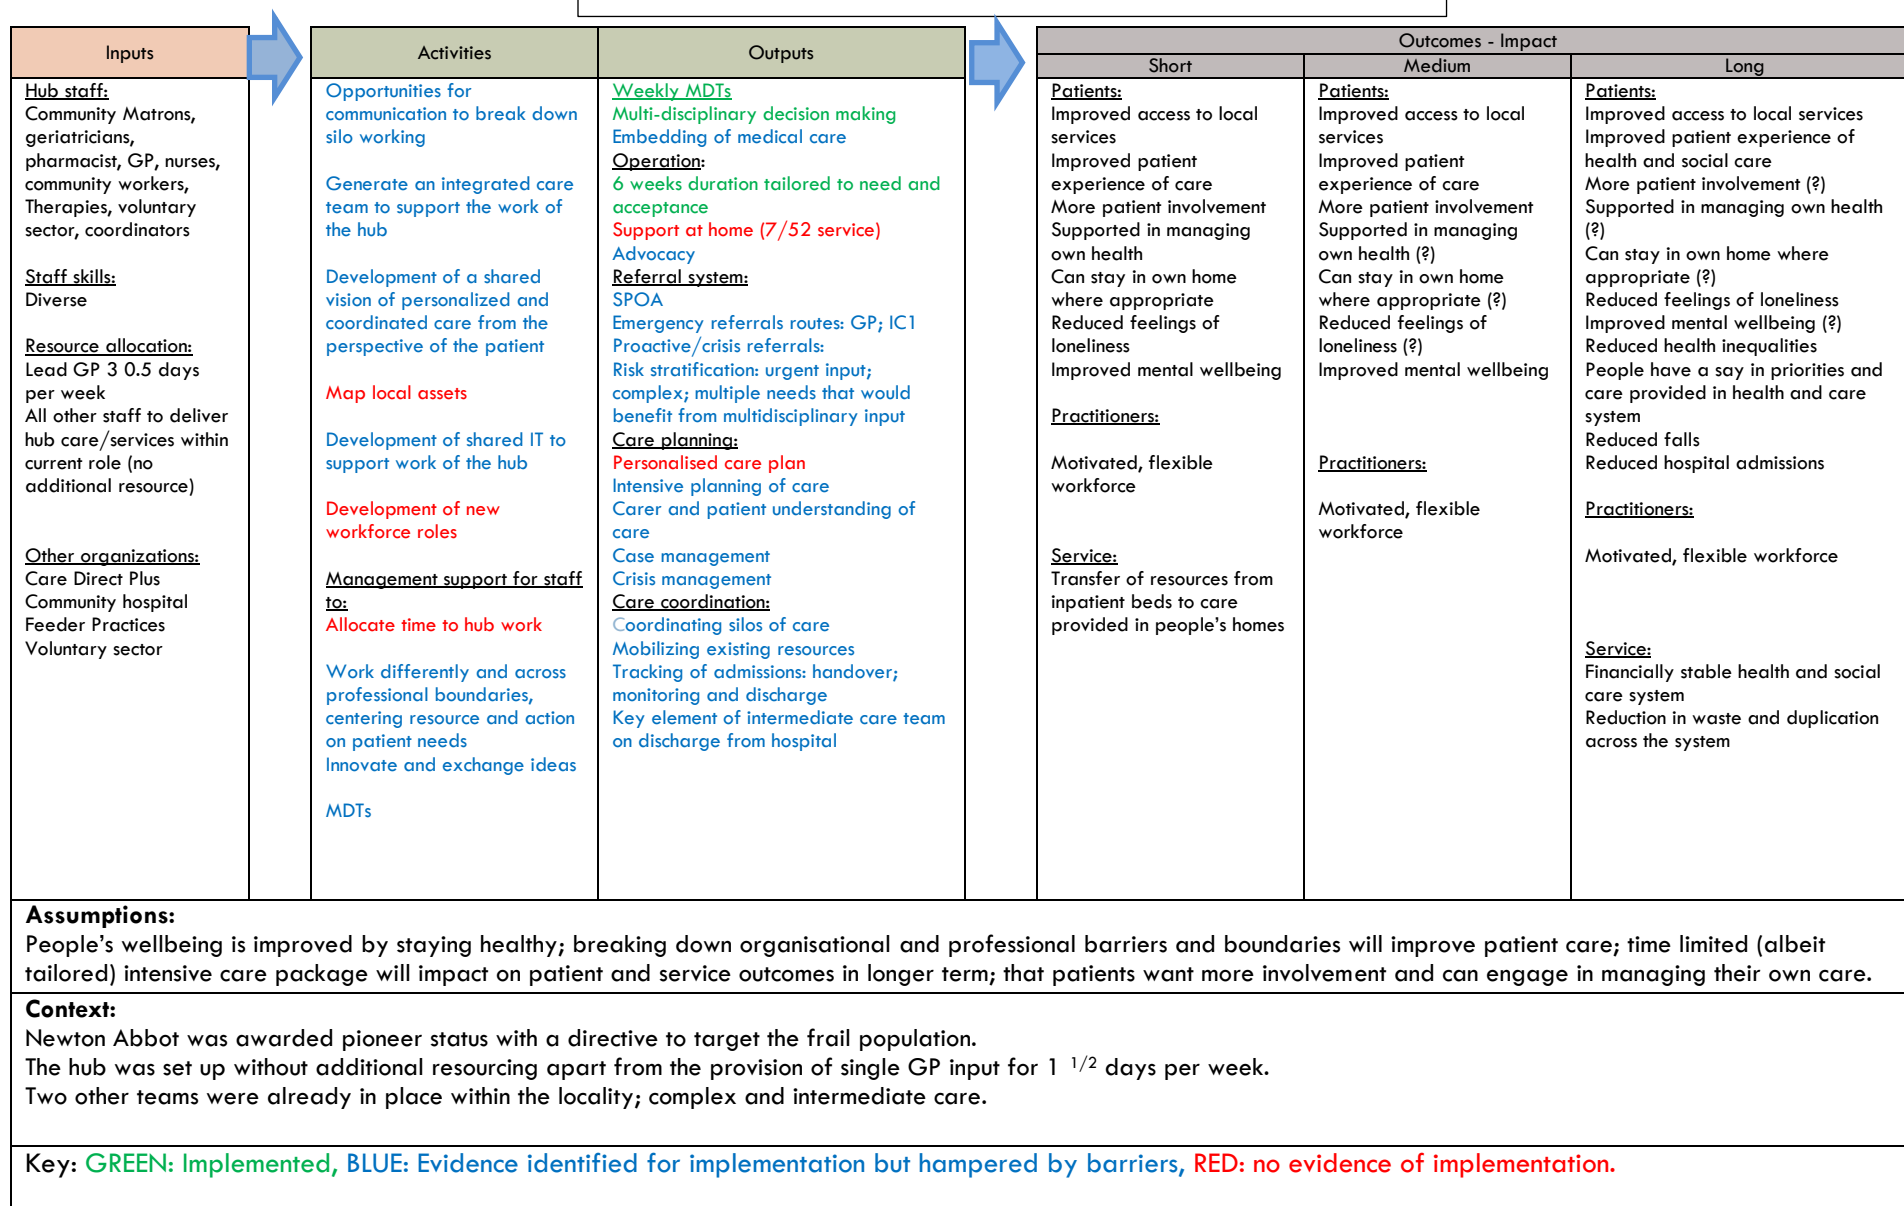 Inputs
Hub staff:
Community Matrons,
geriatricians,
pharmacist, GP, nurses,
community workers,
Therapies, voluntary
sector, coordinators
Staff skills:
Diverse
Resource allocation:
Lead GP 3 0.5 days
per week
All other staff to deliver
hub care/services within
current role (no
additional resource)
Other organizations:
Care Direct Plus
Community hospital
Feeder Practices
Voluntary sector
Activities
Opportunities for
communication to break down
silo working
Generate an integrated care
team to support the work of
the hub
Development of a shared
vision of personalized and
coordinated care from the
perspective of the patient
Map local assets
Development of shared IT to
support work of the hub
Development of new
workforce roles
Management support for staff
to:
Allocate time to hub work
Work differently and across
professional boundaries,
centering resource and action
on patient needs
Innovate and exchange ideas
MDTs
Outputs
Weekly MDTs
Multi-disciplinary decision making
Embedding of medical care
Operation:
6 weeks duration tailored to need and
acceptance
Support at home (7/52 service)
Advocacy
Referral system:
SPOA
Emergency referrals routes: GP; IC1
Proactive/crisis referrals:
Risk stratification: urgent input;
complex; multiple needs that would
benefit from multidisciplinary input
Care planning:
Personalised care plan
Intensive planning of care
Carer and patient understanding of
care
Case management
Crisis management
Care coordination:
Coordinating silos of care
Mobilizing existing resources
Tracking of admissions: handover;
monitoring and discharge
Key element of intermediate care team
on discharge from hospital
Outcomes - Impact
Short
Patients:
Improved access to local
services
Improved patient
experience of care
More patient involvement
Supported in managing
own health
Can stay in own home
where appropriate
Reduced feelings of
loneliness
Improved mental wellbeing
Practitioners:
Motivated, flexible
workforce
Service:
Transfer of resources from
inpatient beds to care
provided in people's homes
Medium
Patients:
Improved access to local
services
Improved patient
experience of care
More patient involvement
Supported in managing
own health (?)
Can stay in own home
where appropriate (?)
Reduced feelings of
loneliness (?)
Improved mental wellbeing
Practitioners:
Motivated, flexible
workforce
Long
Patients:
Improved access to local services
Improved patient experience of
health and social care
More patient involvement (?)
Supported in managing own health
(?)
Can stay in own home where
appropriate (?)
Reduced feelings of loneliness
Improved mental wellbeing (?)
Reduced health inequalities
People have a say in priorities and
care provided in health and care
system
Reduced falls
Reduced hospital admissions
Practitioners:
Motivated, flexible workforce
Service:
Financially stable health and social
care system
Reduction in waste and duplication
across the system
Assumptions:
People's wellbeing is improved by staying healthy; breaking down organisational and professional barriers and boundaries will improve patient care; time limited (albeit
tailored) intensive care package will impact on patient and service outcomes in longer term; that patients want more involvement and can engage in managing their own care.
Context:
Newton Abbot was awarded pioneer status with a directive to target the frail population.
The hub was set up without additional resourcing apart from the provision of single GP input for 1 1/2 days per week.
Two other teams were already in place within the locality; complex and intermediate care.
Key: GREEN: Implemented, BLUE: Evidence identified for implementation but hampered by barriers, RED: no evidence of implementation.